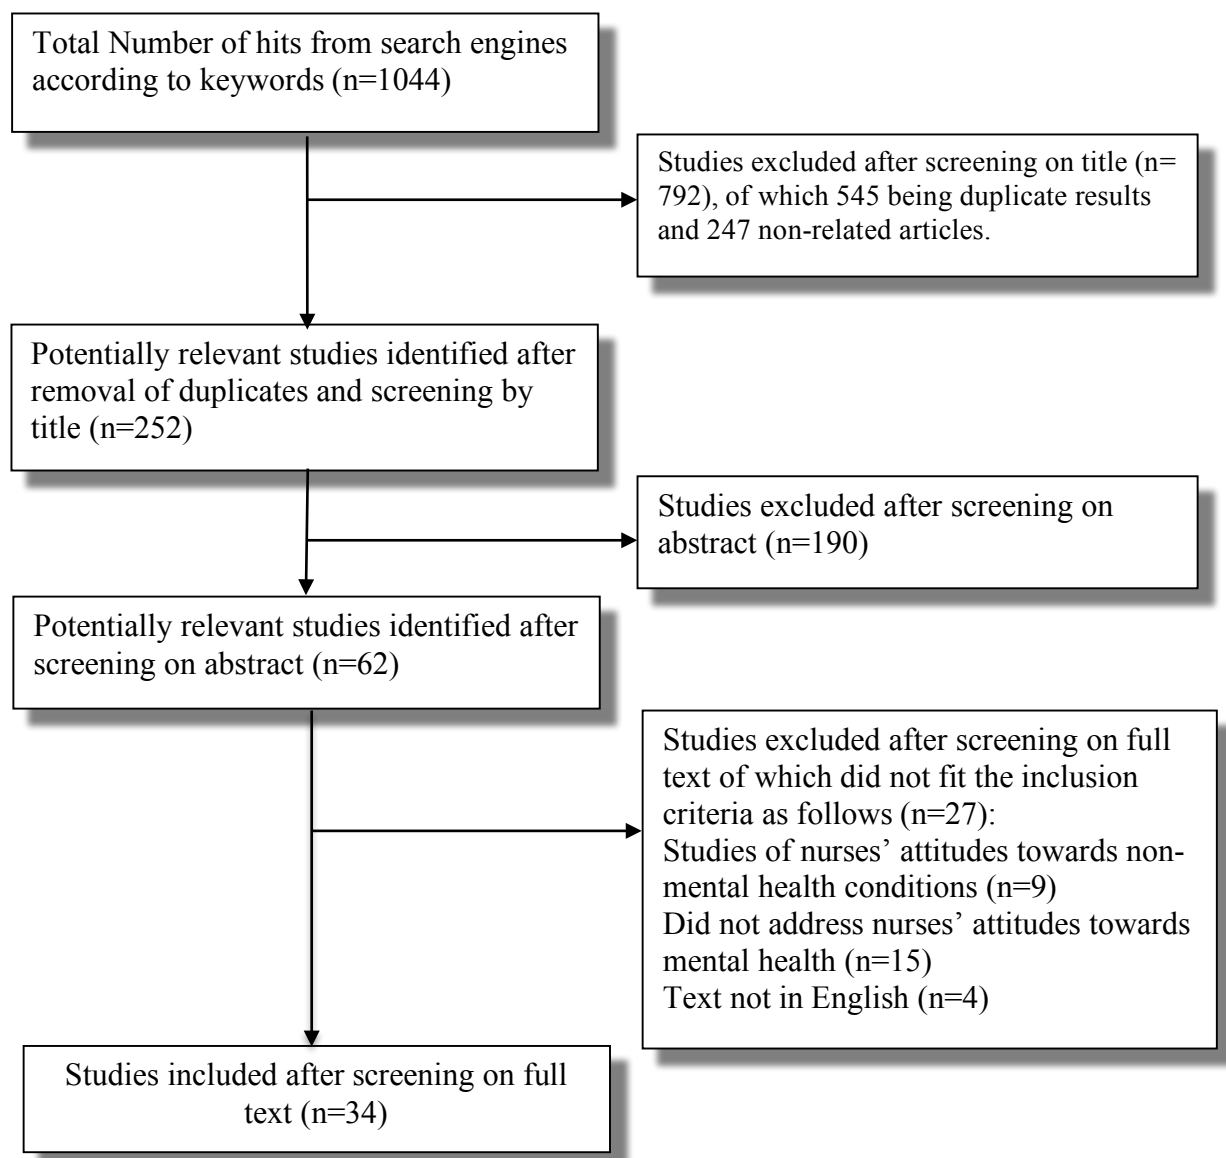 Total Number of hits from search engines
according to keywords (n=1044)
Studies excluded after screening on title (n=
792), of which 545 being duplicate results
and 247 non-related articles.
Potentially relevant studies identified after
removal of duplicates and screening by
title (n=252)
Studies excluded after screening on
abstract (n=190)
Potentially relevant studies identified after
screening on abstract (n=62)
Studies excluded after screening on full
text of which did not fit the inclusion
criteria as follows (n=27):
Studies of nurses’ attitudes towards non-
mental health conditions (n=9)
Did not address nurses’ attitudes towards
mental health (n=15)
Text not in English (n=4)
Studies included after screening on full
text (n=34)